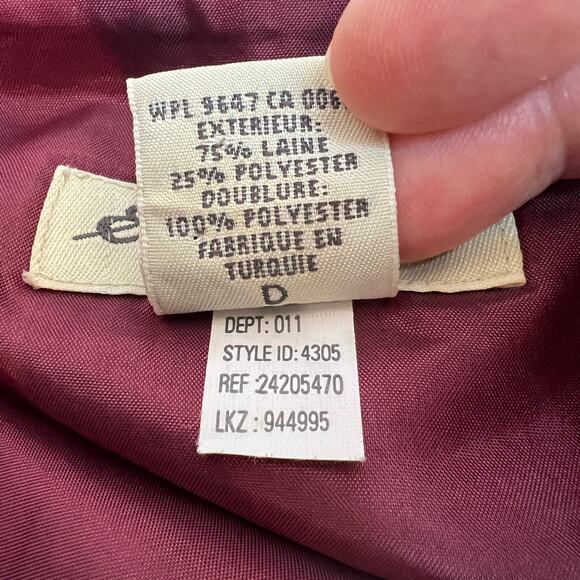 WPL 9647 CA
EXTERIEUR:
75% LAINE
25% POLYESTER
DOUBLURE:
100% POLYESTER
FABRIQUE EN
TURQUIE
D
DEPT: 011
STYLE ID: 4305
REF :24205470
LKZ : 944995